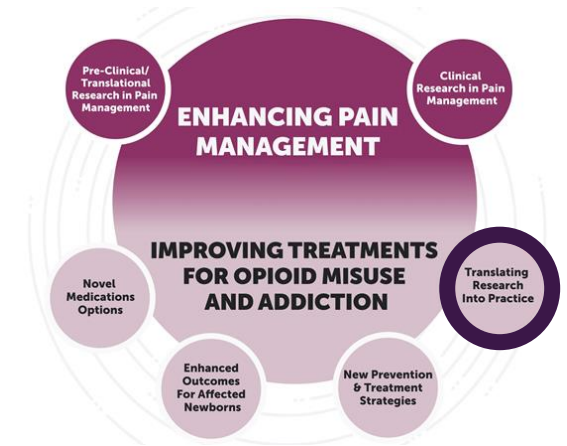 Pre-Clinical/
Translational
Research in Pain
Management
Clinical
Research in Pain
Management
ENHANCING PAIN
MANAGEMENT
IMPROVING TREATMENTS
FOR OPIOID MISUSE
AND ADDICTION
Novel
Medications
Options
Translating
Research
Into Practice
Enhanced
Outcomes
For Affected
Newborns
New Prevention
& Treatment
Strategies